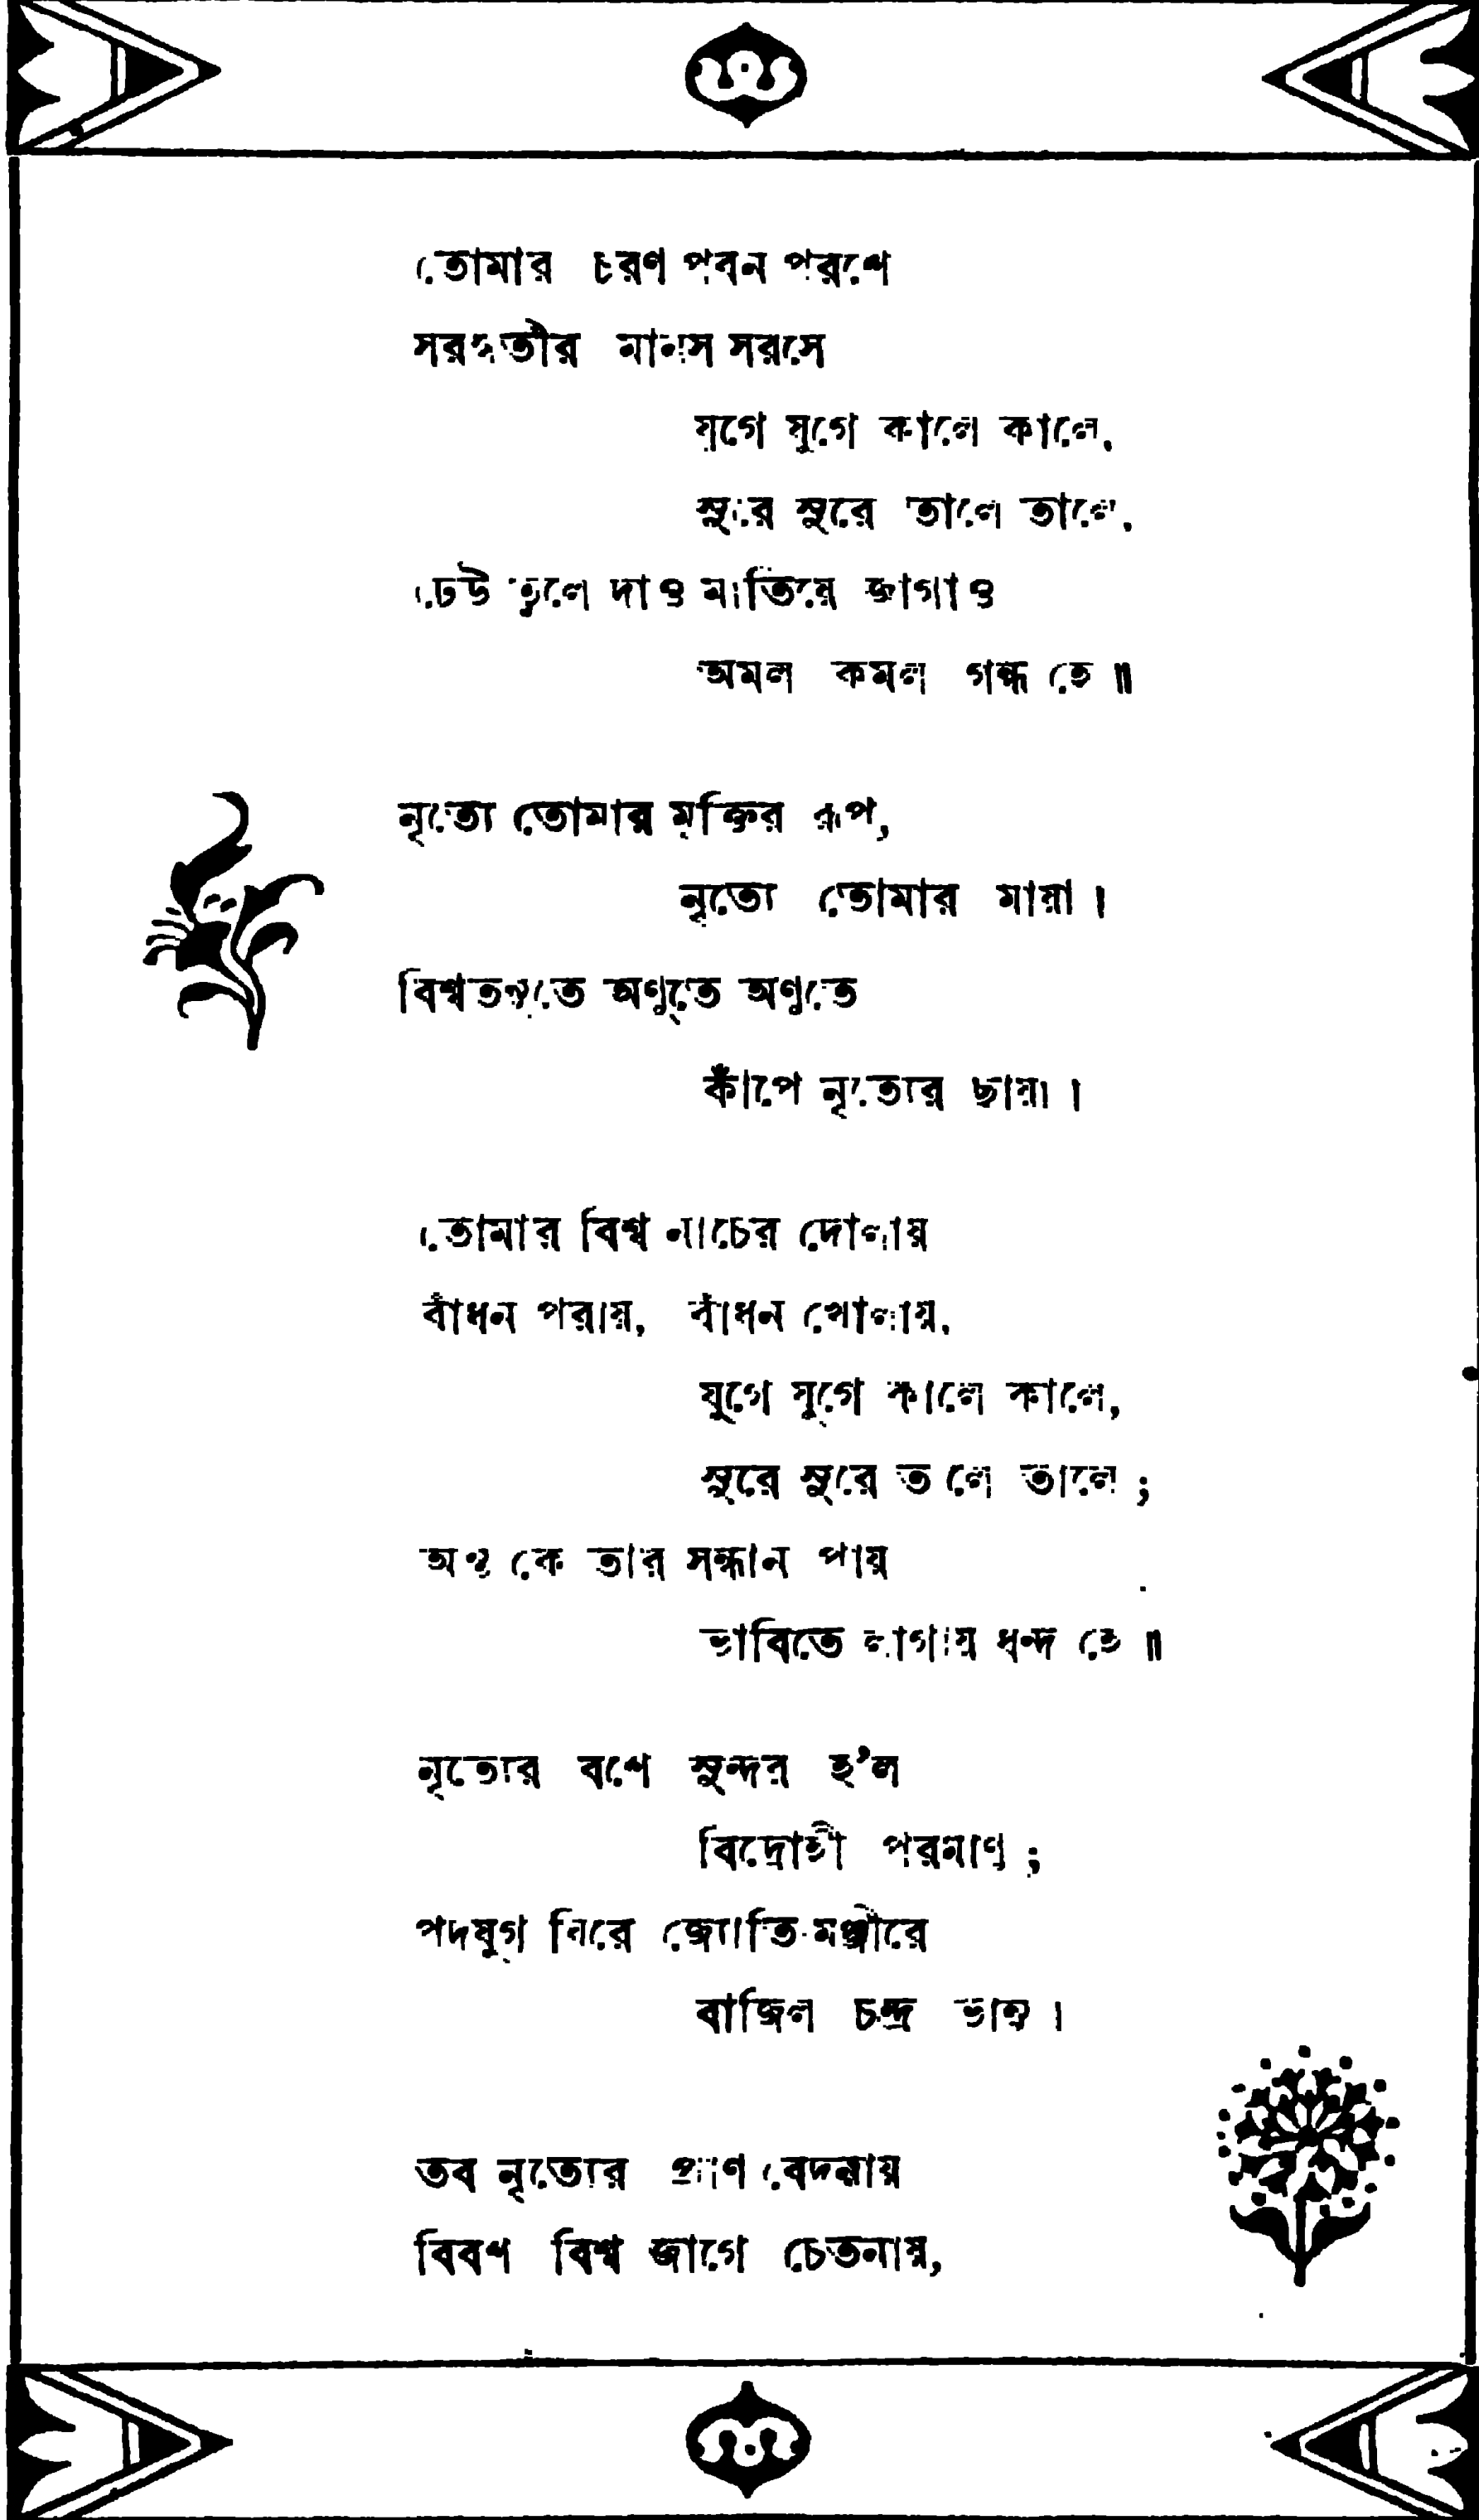 তোমার চরণ পবন পরশে
সরস্বতীর মানস সরসে
যুগে যুগে কালে কালে,
সুরে সুরে তালে তালে,
ঢেউ তুলে দাও মাতিয়ে জাগাও
অমল কমল গন্ধ হে ॥
নৃত্যে তোমার মুক্তির রূপ,
নৃত্যে তোমার মায়া ।
বিশ্বতনুতে অণুতে অণুতে
কাঁপে নৃত্যের ছায়া ।
তোমার বিশ্ব নাচের দোলায়
বাঁধন পরায়, বাঁধন খোলায়,
যুগে যুগে কালে কালে,
সুরে সুরে তালে তালে ;
অন্ত কে তার সন্ধান পায়
ভাবিতে লাগায় ধন্দ হে ॥
নৃত্যের বশে সুন্দর হ’ল
বিদ্রোহী পরমাণু ;
পদযুগ ঘিরে জ্যোতি-মঞ্জীরে
বাজিল চন্দ্র ভানু ।
তব নৃত্যের প্রাণ বেদনায়
বিবশ বিশ্ব জাগে চেতনায়,